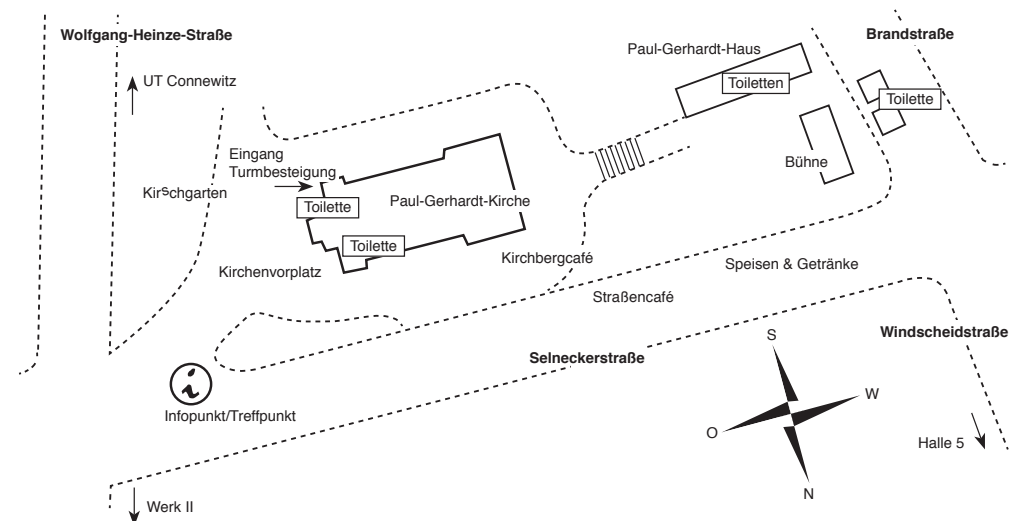 Wolfgang-Heinze-Straße
UT Connewitz
Paul-Gerhardt-Haus
Toiletten
Brandstraße
Toilette
Bühne
Eingang
Turmbesteigung
Kirschgarten
Toilette
Paul-Gerhardt-Kirche
Toilette
Kirchenvorplatz
Kirchbergcafé
Speisen & Getränke
Straßencafé
Selneckerstraße
Windscheidstraße
i
Infopunkt/Treffpunkt
S
W
O
N
Halle 5
Werk II